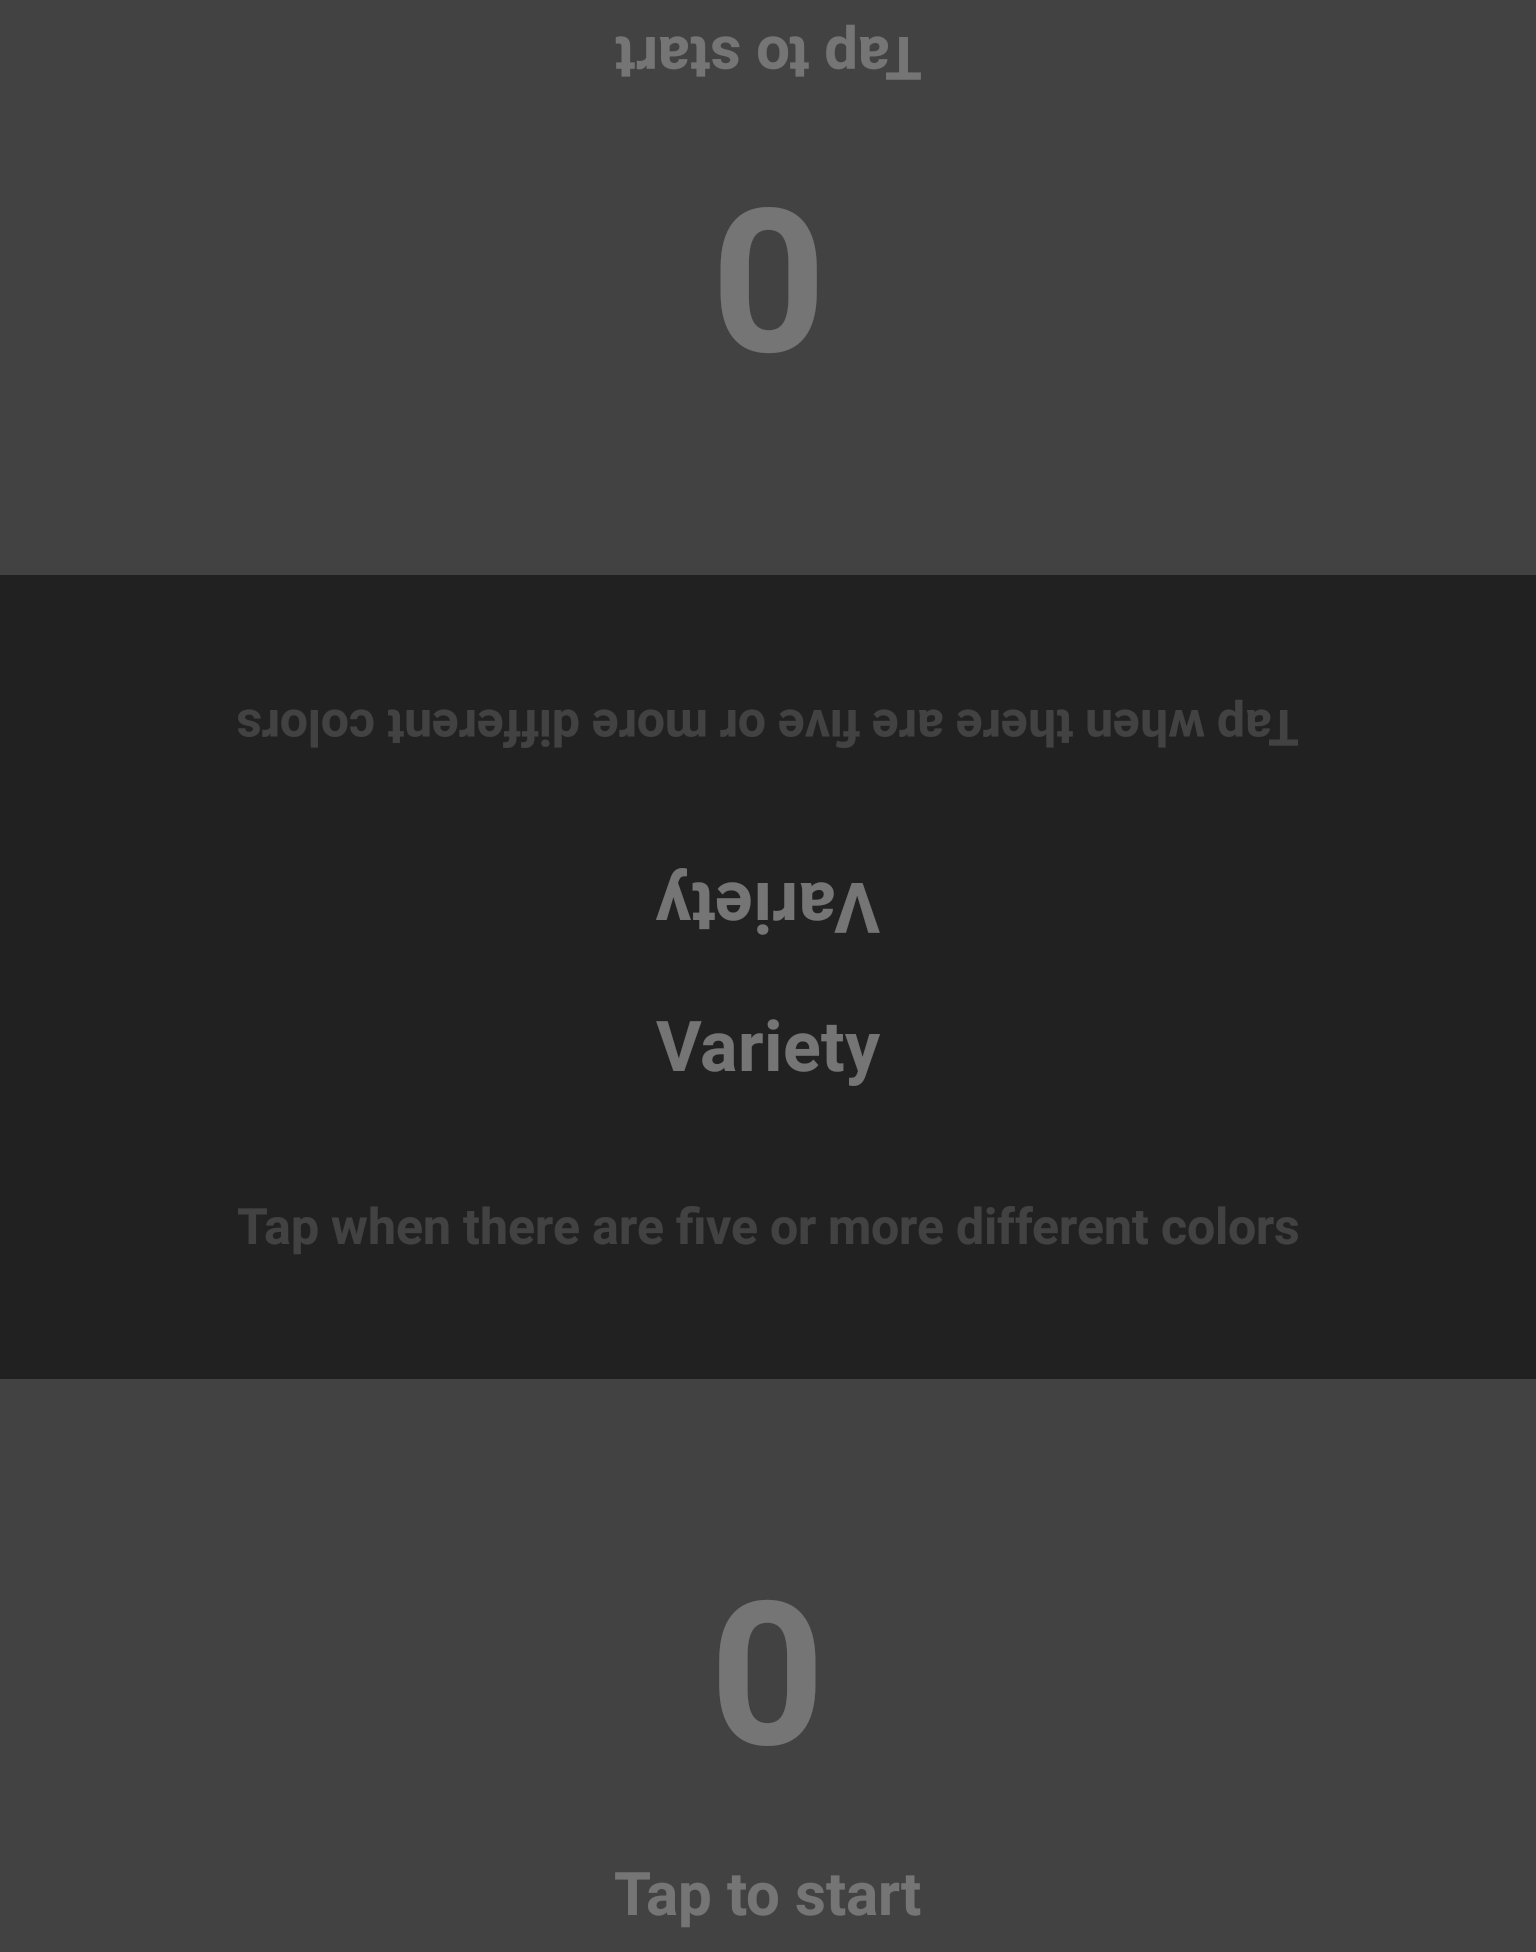 Tap to start
0
Tap when there are five or more different colors
Variety
Variety
Tap when there are five or more different colors
0
Tap to start